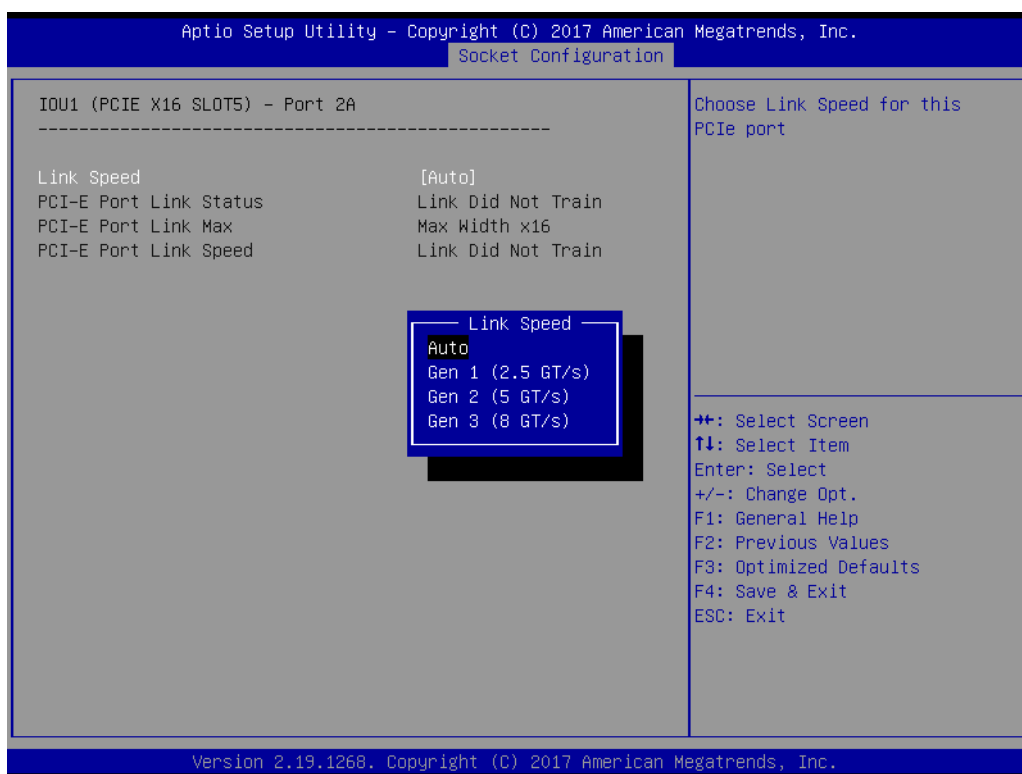 Aptio Setup Utility – Copyright (C) 2017 American Megatrends, Inc.
Socket Configuration
IOU1 (PCIE X16 SLOT5) – Port 2A
--------------------------------------------------
Link Speed [Auto]
PCI-E Port Link Status Link Did Not Train
PCI-E Port Link Max Max Width x16
PCI-E Port Link Speed Link Did Not Train
Link Speed
Auto
Gen 1 (2.5 GT/s)
Gen 2 (5 GT/s)
Gen 3 (8 GT/s)
Choose Link Speed for this
PCIe port
→←: Select Screen
↑↓: Select Item
Enter: Select
+/-: Change Opt.
F1: General Help
F2: Previous Values
F3: Optimized Defaults
F4: Save & Exit
ESC: Exit
Version 2.19.1268. Copyright (C) 2017 American Megatrends, Inc.